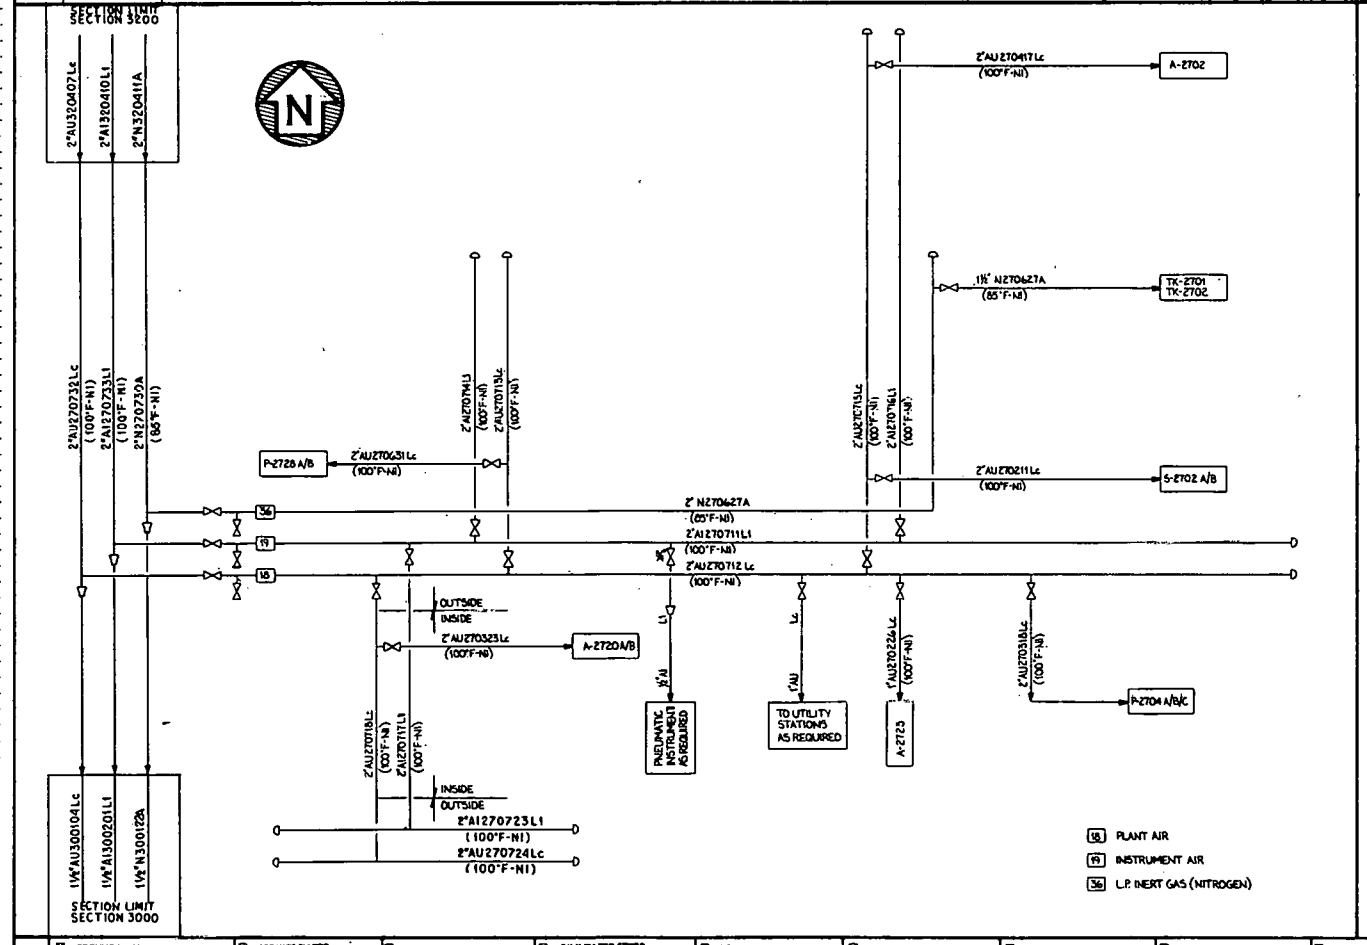 SECTION LIMIT
SECTION 3200
2"AU320407Lc
2"AI320410L1
2"N320411A
N
2"AU270417Lc
(100°F-NI)
A-2702
1½" N270627A
(85°F-NI)
TK-2701
TK-2702
2"AU270732Lc
(100°F-NI)
2"AI270733L1
(100°F-NI)
2"N270730A
(85°F-NI)
2"AI270714L1
(100°F-NI)
2"AU270713Lc
(100°F-NI)
2"AU270715Lc
(100°F-NI)
2"AI270716L1
(100°F-NI)
P-2728 A/B
2"AU270631Lc
(100°F-NI)
2"AU270211Lc
(100°F-NI)
S-2702 A/B
36
2" N270627A
(85°F-NI)
19
2"AI270711L1
(100°F-NI)
18
2"AU270712 Lc
(100°F-NI)
OUTSIDE
INSIDE
2"AU270323Lc
(100°F-NI)
A-2720A/B
L1
½"AI
Lc
1"AU
1"AU270226Lc
(100°F-NI)
2"AU270318Lc
(100°F-NI)
P-2704 A/B/C
PNEUMATIC
INSTRUMENT
AS REQUIRED
TO UTILITY
STATIONS
AS REQUIRED
A-2723
2"AU270718Lc
(100°F-NI)
2"AI270717L1
(100°F-NI)
INSIDE
OUTSIDE
2"AI270723L1
(100°F-NI)
2"AU270724Lc
(100°F-NI)
1½"AU300104Lc
1½"AI300201L1
1½"N300122A
SECTION LIMIT
SECTION 3000
18 PLANT AIR
19 INSTRUMENT AIR
36 L.P. INERT GAS (NITROGEN)